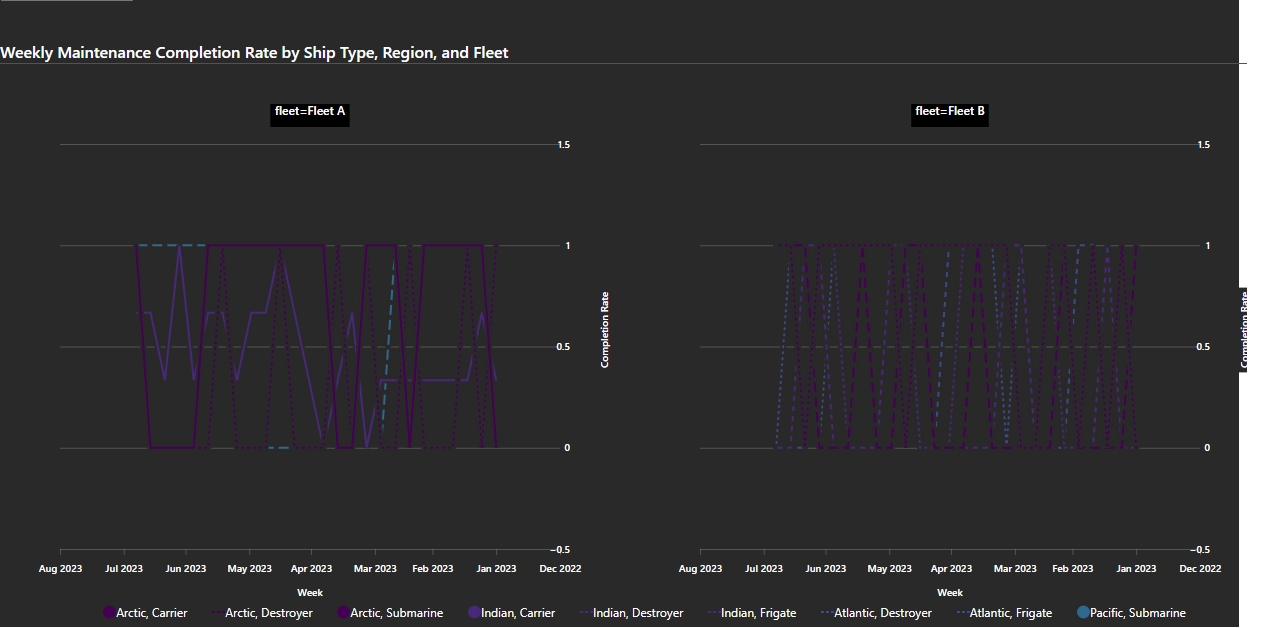 Weekly Maintenance Completion Rate by Ship Type, Region, and Fleet
fleet=Fleet A
fleet=Fleet B
1.5
1
0.5
0
−0.5
Completion Rate
1.5
1
0.5
0
−0.5
Completion Rate
Aug 2023 Jul 2023 Jun 2023 May 2023 Apr 2023 Mar 2023 Feb 2023 Jan 2023 Dec 2022
Aug 2023 Jul 2023 Jun 2023 May 2023 Apr 2023 Mar 2023 Feb 2023 Jan 2023 Dec 2022
Week
Week
Arctic, Carrier Arctic, Destroyer Arctic, Submarine Indian, Carrier Indian, Destroyer Indian, Frigate Atlantic, Destroyer Atlantic, Frigate Pacific, Submarine